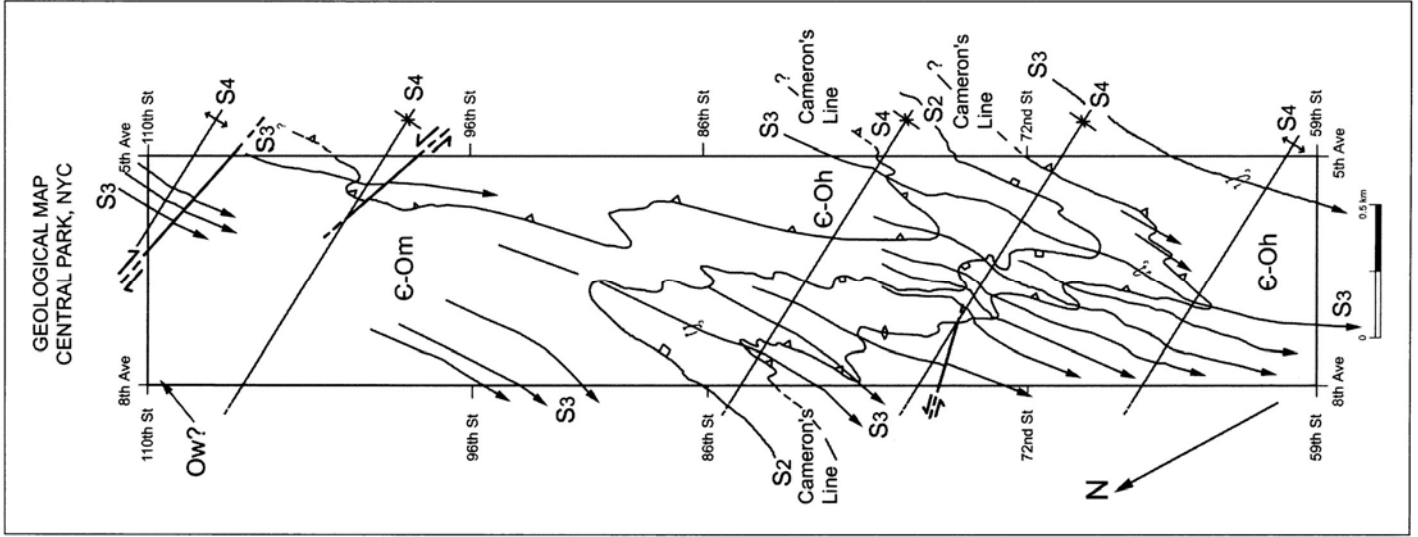 GEOLOGICAL MAP
CENTRAL PARK, NYC
8th Ave
5th Ave
110th St
110th St
S3
S4
Ow?
S3?
S4
Є-Om
96th St
96th St
S3
86th St
86th St
?
Cameron's
Line
S3
Є-Oh
S4
?
S2
Cameron's
Line
S2
Cameron's
Line
S3
72nd St
72nd St
S3
S4
N
Є-Oh
S4
S3
59th St
59th St
8th Ave
5th Ave
0
0.5 km